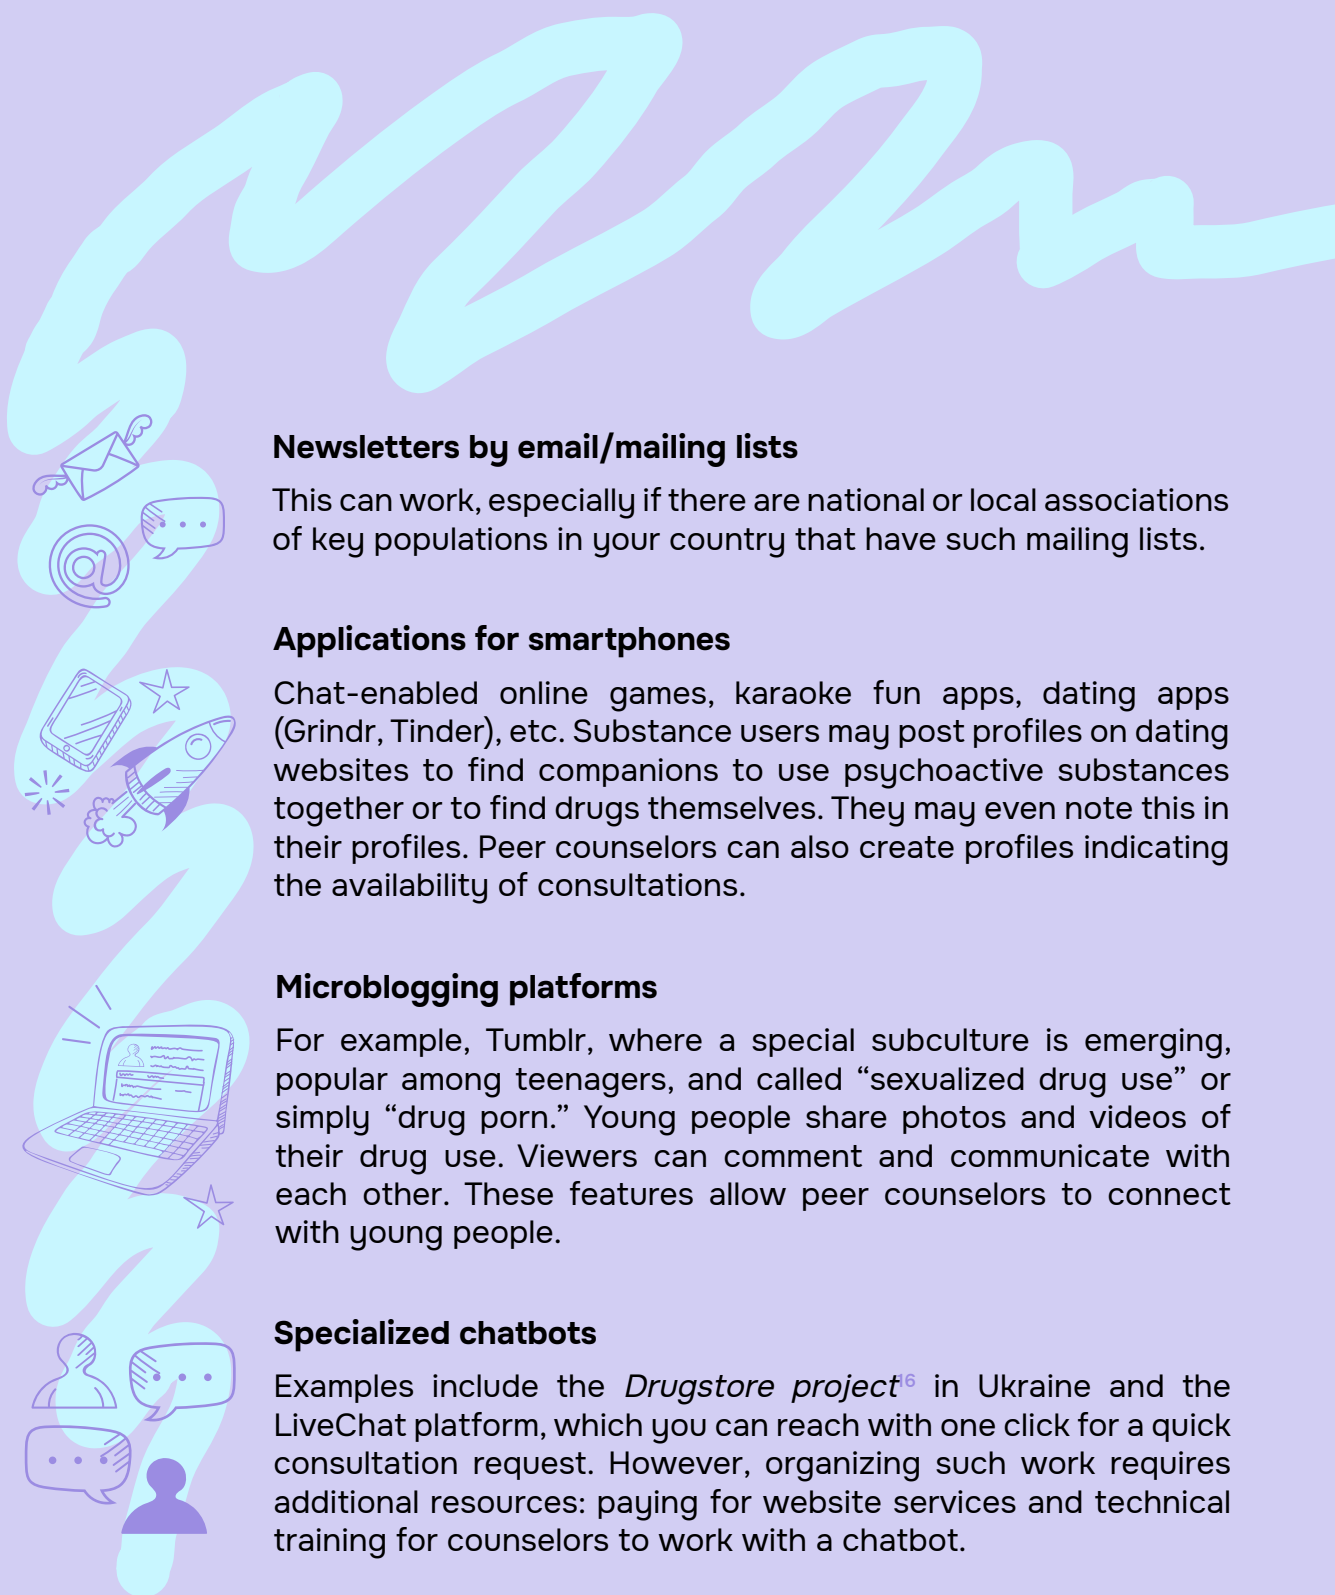 Newsletters by email/mailing lists
This can work, especially if there are national or local associations
of key populations in your country that have such mailing lists.
Applications for smartphones
Chat-enabled online games, karaoke fun apps, dating apps
(Grindr, Tinder), etc. Substance users may post profiles on dating
websites to find companions to use psychoactive substances
together or to find drugs themselves. They may even note this in
their profiles. Peer counselors can also create profiles indicating
the availability of consultations.
Microblogging platforms
For example, Tumblr, where a special subculture is emerging,
popular among teenagers, and called “sexualized drug use” or
simply “drug porn.” Young people share photos and videos of
their drug use. Viewers can comment and communicate with
each other. These features allow peer counselors to connect
with young people.
Specialized chatbots
Examples include the Drugstore project16 in Ukraine and the
LiveChat platform, which you can reach with one click for a quick
consultation request. However, organizing such work requires
additional resources: paying for website services and technical
training for counselors to work with a chatbot.